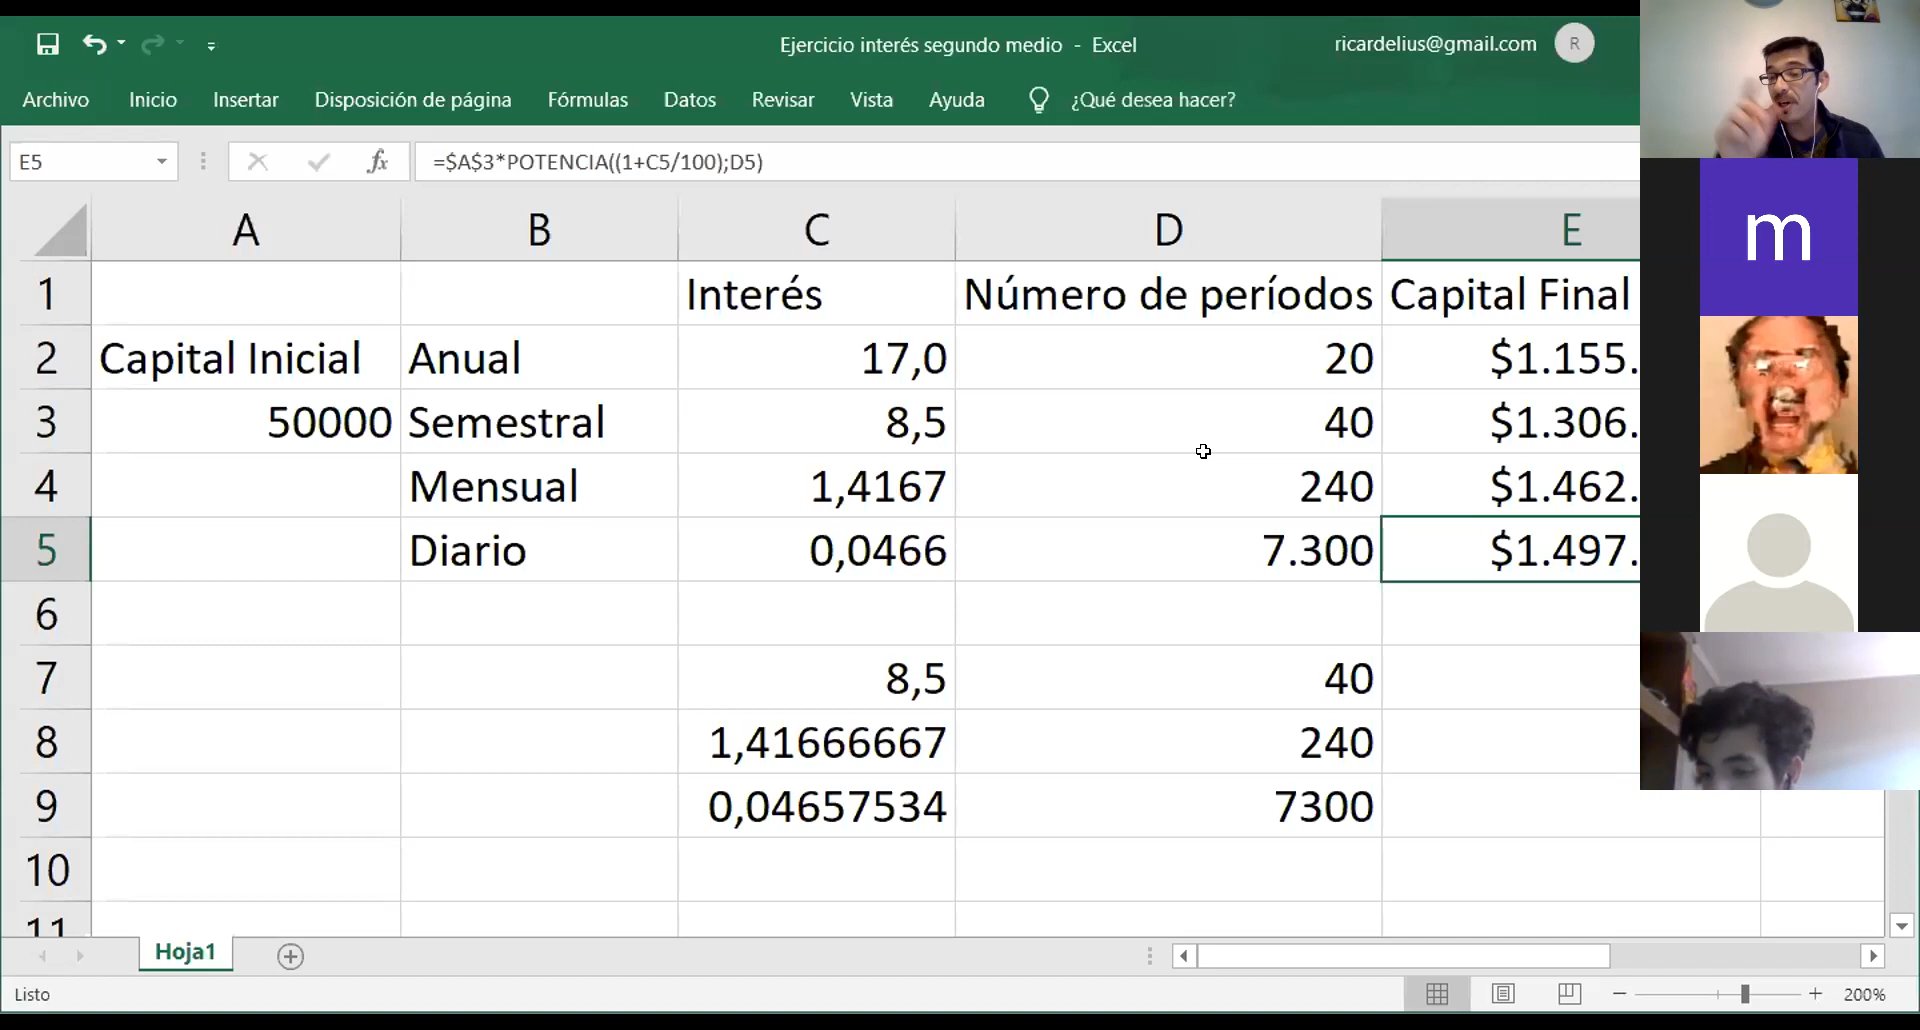 Ejercicio interés segundo medio - Excel
ricardelius@gmail.com
R
Archivo Inicio Insertar Disposición de página Fórmulas Datos Revisar Vista Ayuda ¿Qué desea hacer?
E5 fx =$A$3*POTENCIA((1+C5/100);D5)
m
A B C D E
1 Interés Número de períodos Capital Final
2 Capital Inicial Anual 17,0 20 $1.155.
3 50000 Semestral 8,5 40 $1.306.
4 Mensual 1,4167 240 $1.462.
5 Diario 0,0466 7.300 $1.497.
6
7 8,5 40
8 1,41666667 240
9 0,04657534 7300
10
11
Hoja1
Listo 200%